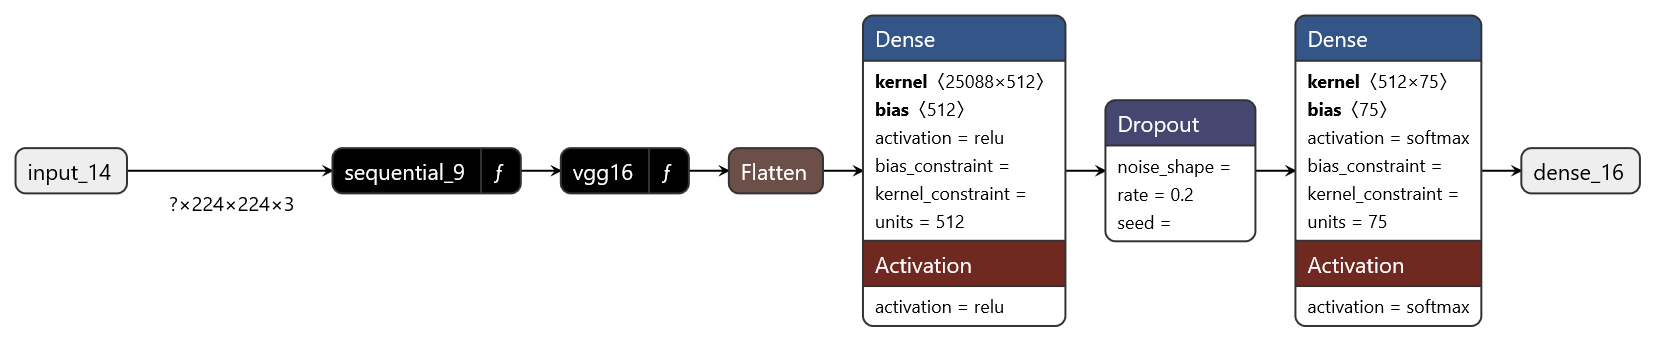 input_14
?×224×224×3
sequential_9 ƒ
vgg16 ƒ
Flatten
Dense
kernel 〈25088×512〉
bias 〈512〉
activation = relu
bias_constraint =
kernel_constraint =
units = 512
Activation
activation = relu
Dropout
noise_shape =
rate = 0.2
seed =
Dense
kernel 〈512×75〉
bias 〈75〉
activation = softmax
bias_constraint =
kernel_constraint =
units = 75
Activation
activation = softmax
dense_16